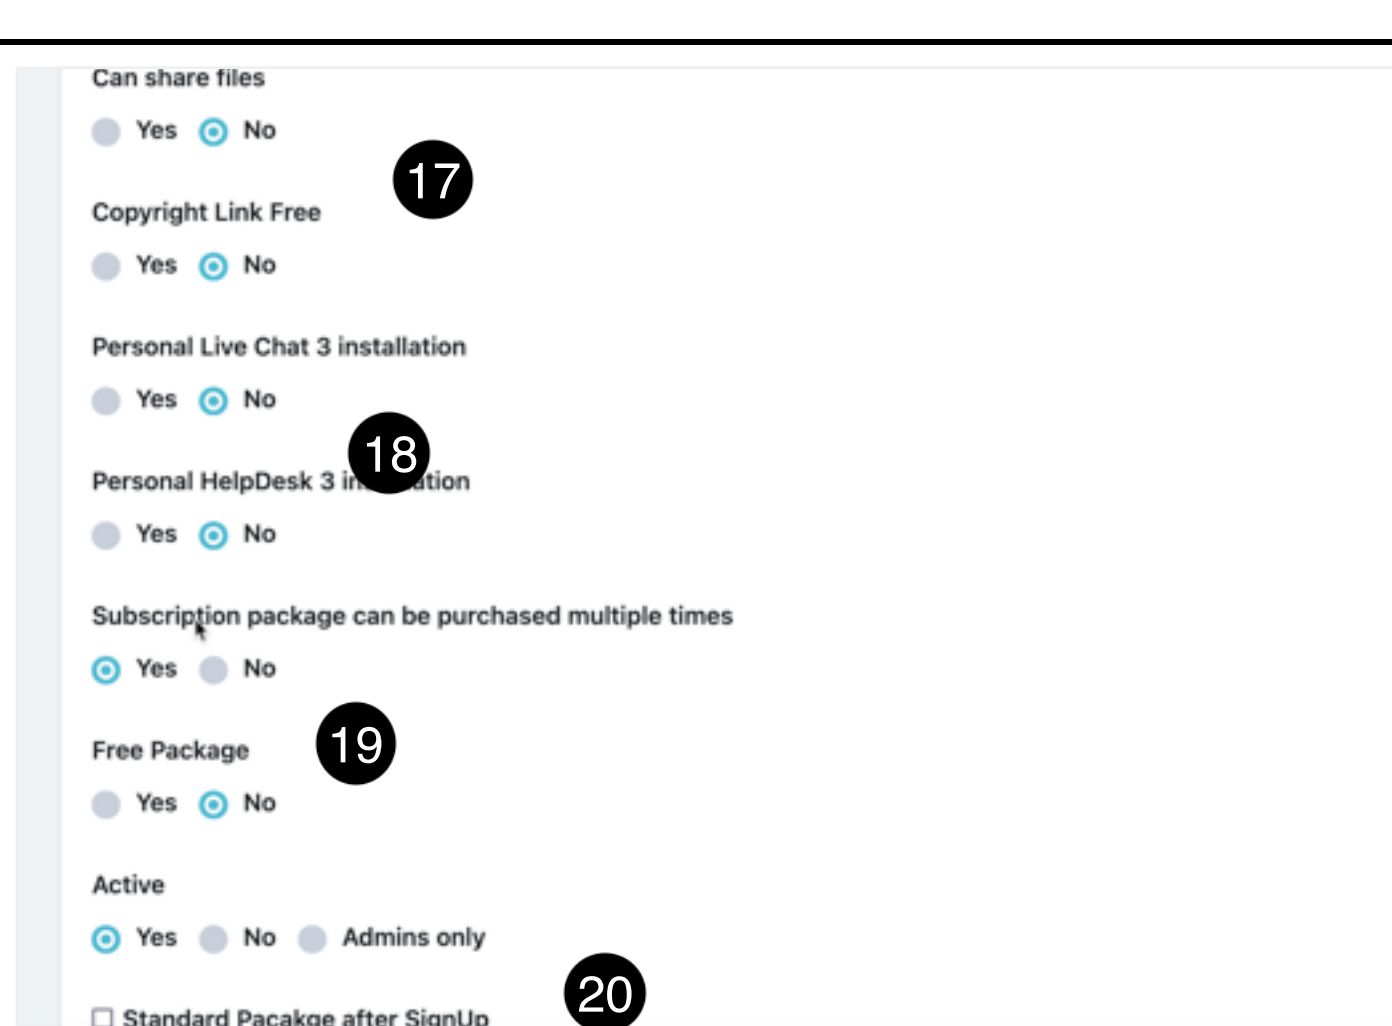 Can share files
Yes No
17
Copyright Link Free
Yes No
Personal Live Chat 3 installation
Yes No
18
Personal HelpDesk 3
Yes No
Subscription package can be purchased multiple times
Yes No
19
Free Package
Yes No
Active
Yes No Admins only
20
Standard Pacakge after SignUp